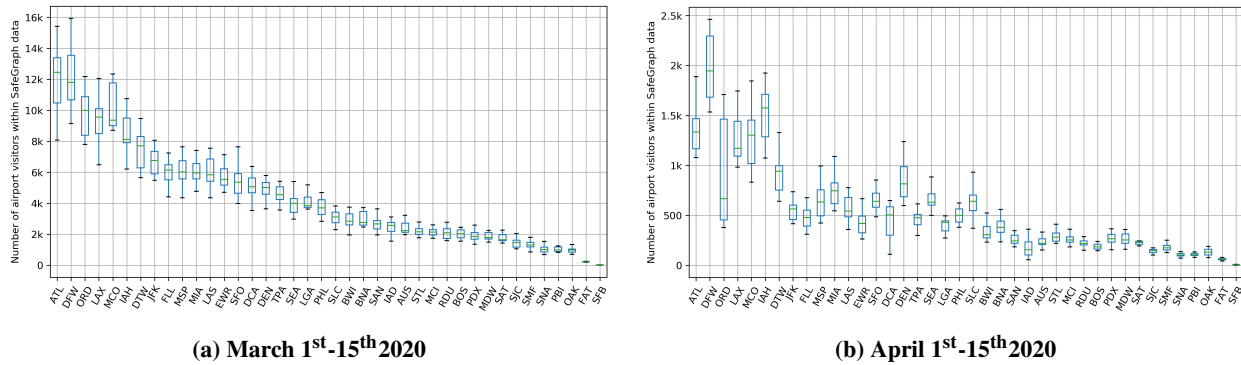 Number of airport visitors within SafeGraph data
16k
14k
12k
10k
8k
6k
4k
2k
0
ATL DFW ORD LAX MCO IAH DTW JFK FLL MSP MIA LAS EWR SFO DCA DEN TPA SEA LGA PHL SLC BWI BNA SAN IAD AUS STL MCI RDU BOS PDX MDW SAT SJC SMF SNA PBI OAK FAT SFB
(a) March 1st-15th2020
Number of airport visitors within SafeGraph data
2.5k
2k
1.5k
1k
500
0
ATL DFW ORD LAX MCO IAH DTW JFK FLL MSP MIA LAS EWR SFO DCA DEN TPA SEA LGA PHL SLC BWI BNA SAN IAD AUS STL MCI RDU BOS PDX MDW SAT SJC SMF SNA PBI OAK FAT SFB
(b) April 1st-15th2020